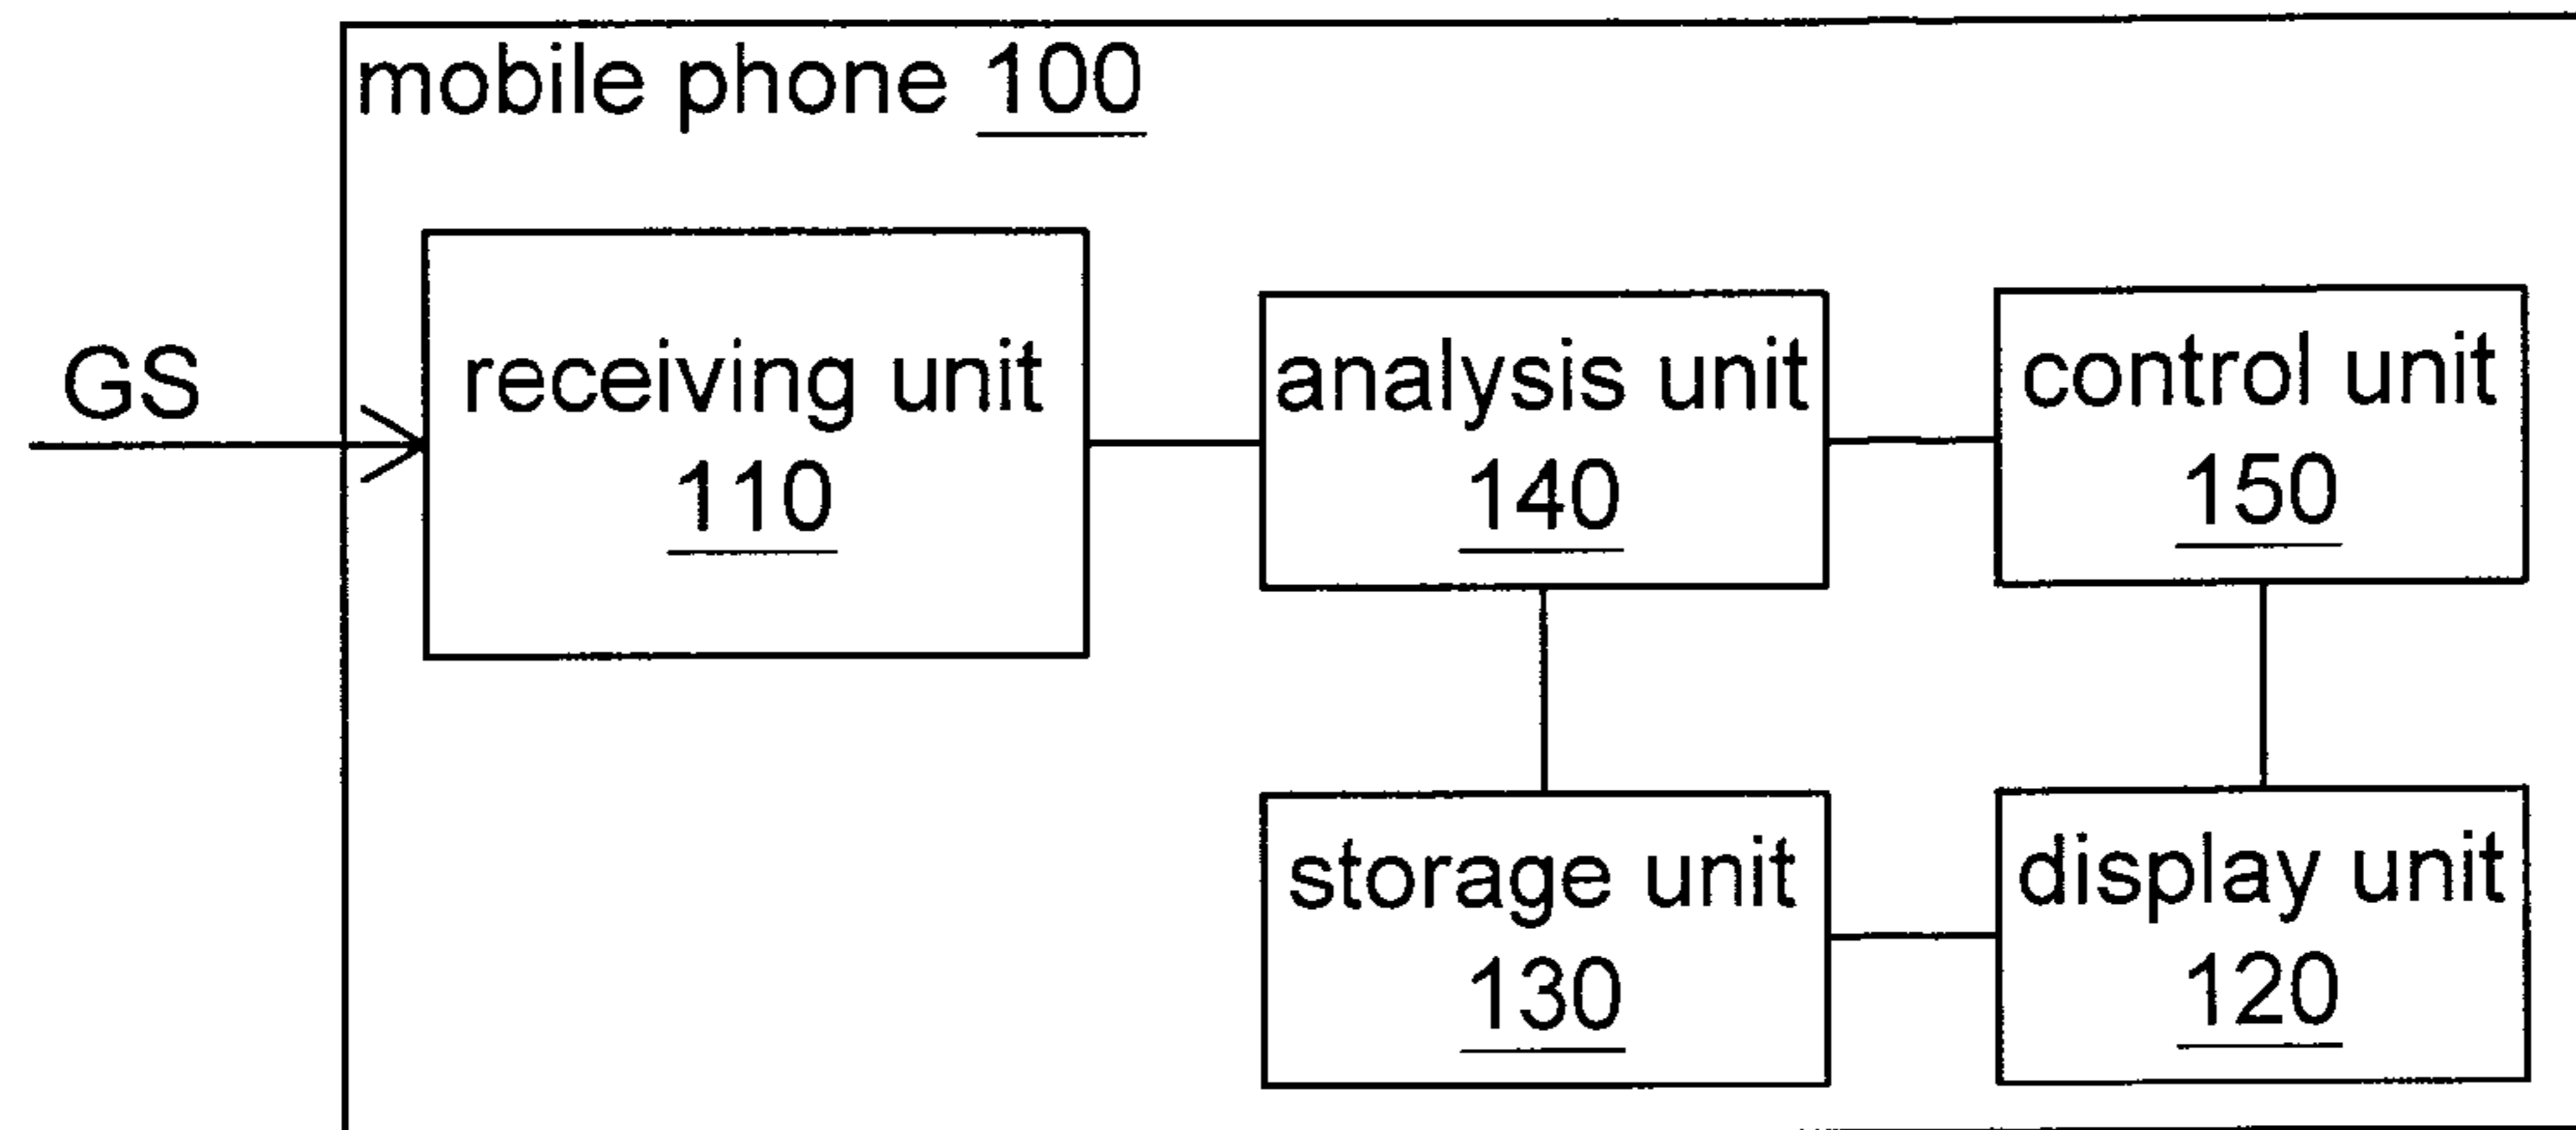 mobile phone 100
GS
receiving unit
110
analysis unit
140
control unit
150
storage unit
130
display unit
120